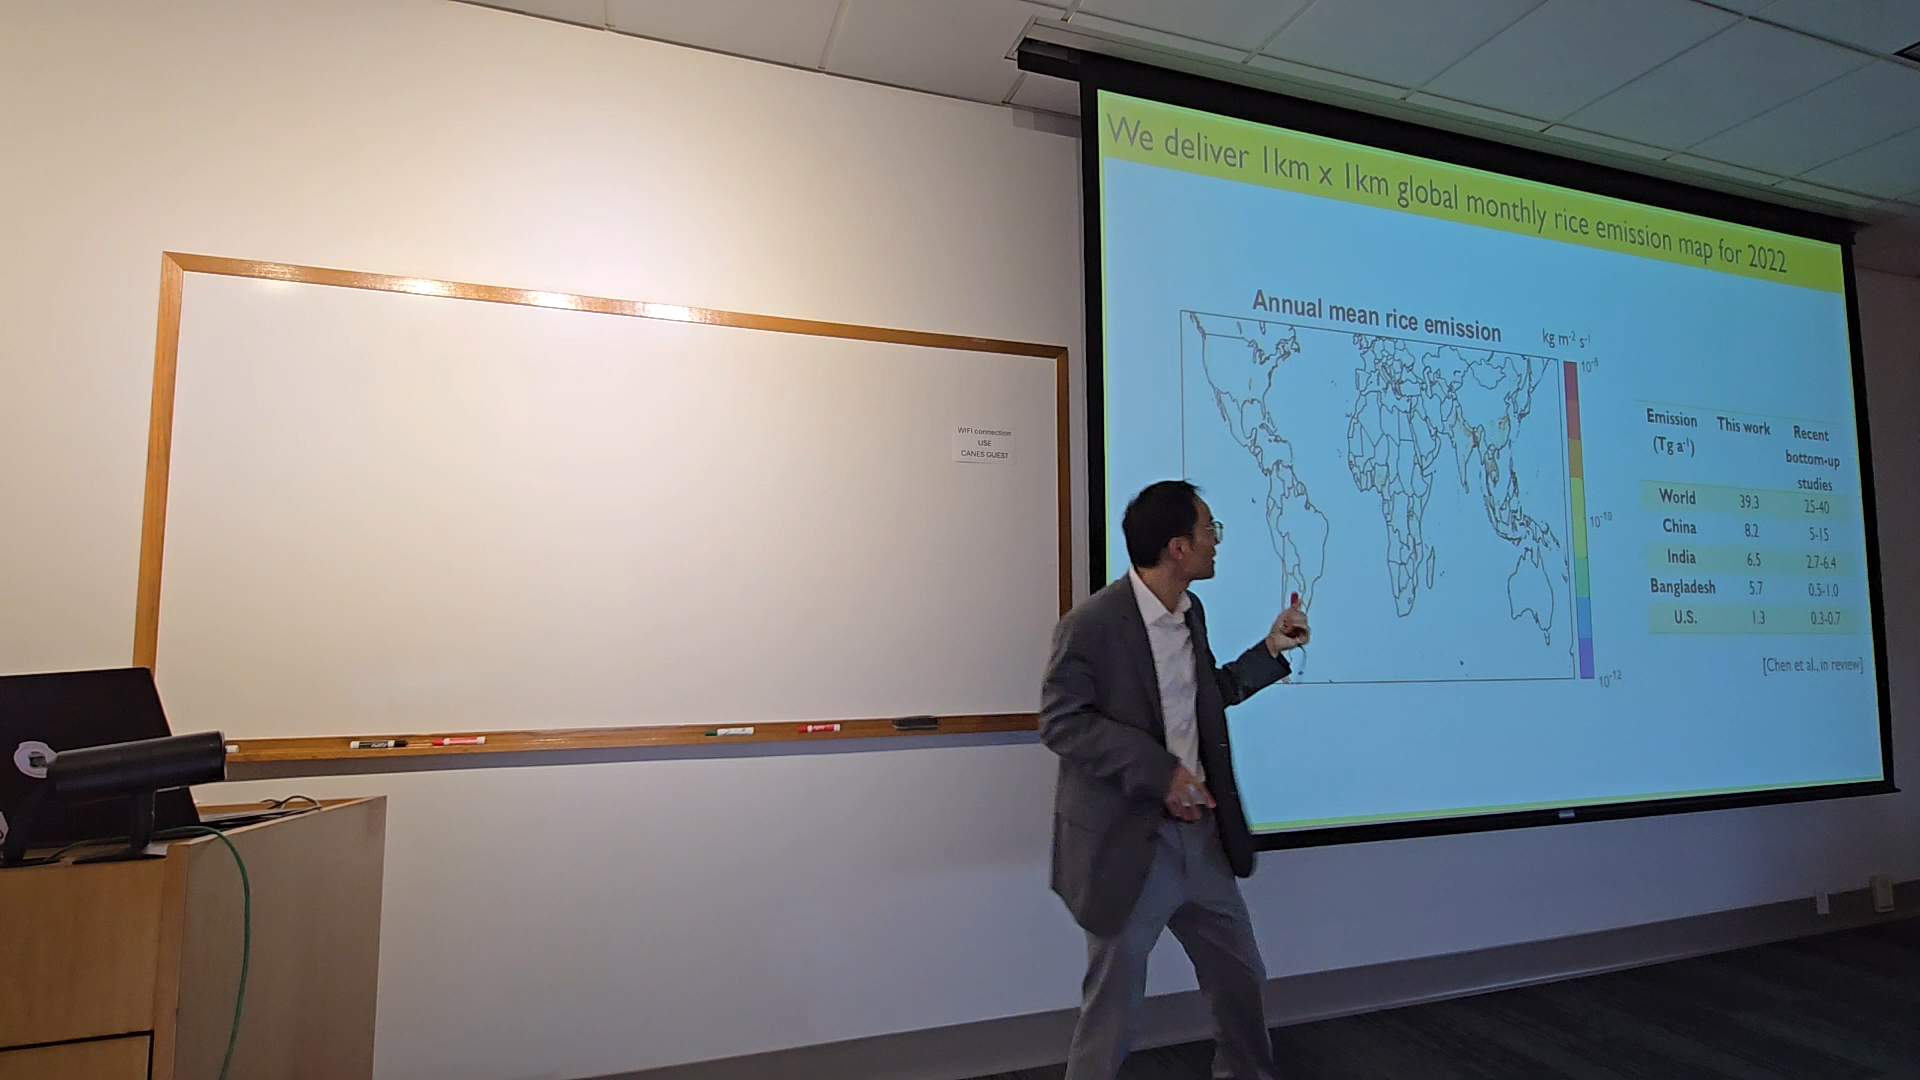 We deliver 1km x 1km global monthly rice emission map for 2022
Annual mean rice emission
kg m⁻² s⁻¹
10⁻⁸
10⁻¹⁰
10⁻¹²
Emission (Tg a⁻¹) This work Recent bottom-up studies
World 39.3 25-40
China 8.2 5-15
India 6.5 2.7-6.4
Bangladesh 5.7 0.5-1.0
U.S. 1.3 0.3-0.7
[Chen et al., in review]
WIFI connection
USE
CANES GUEST